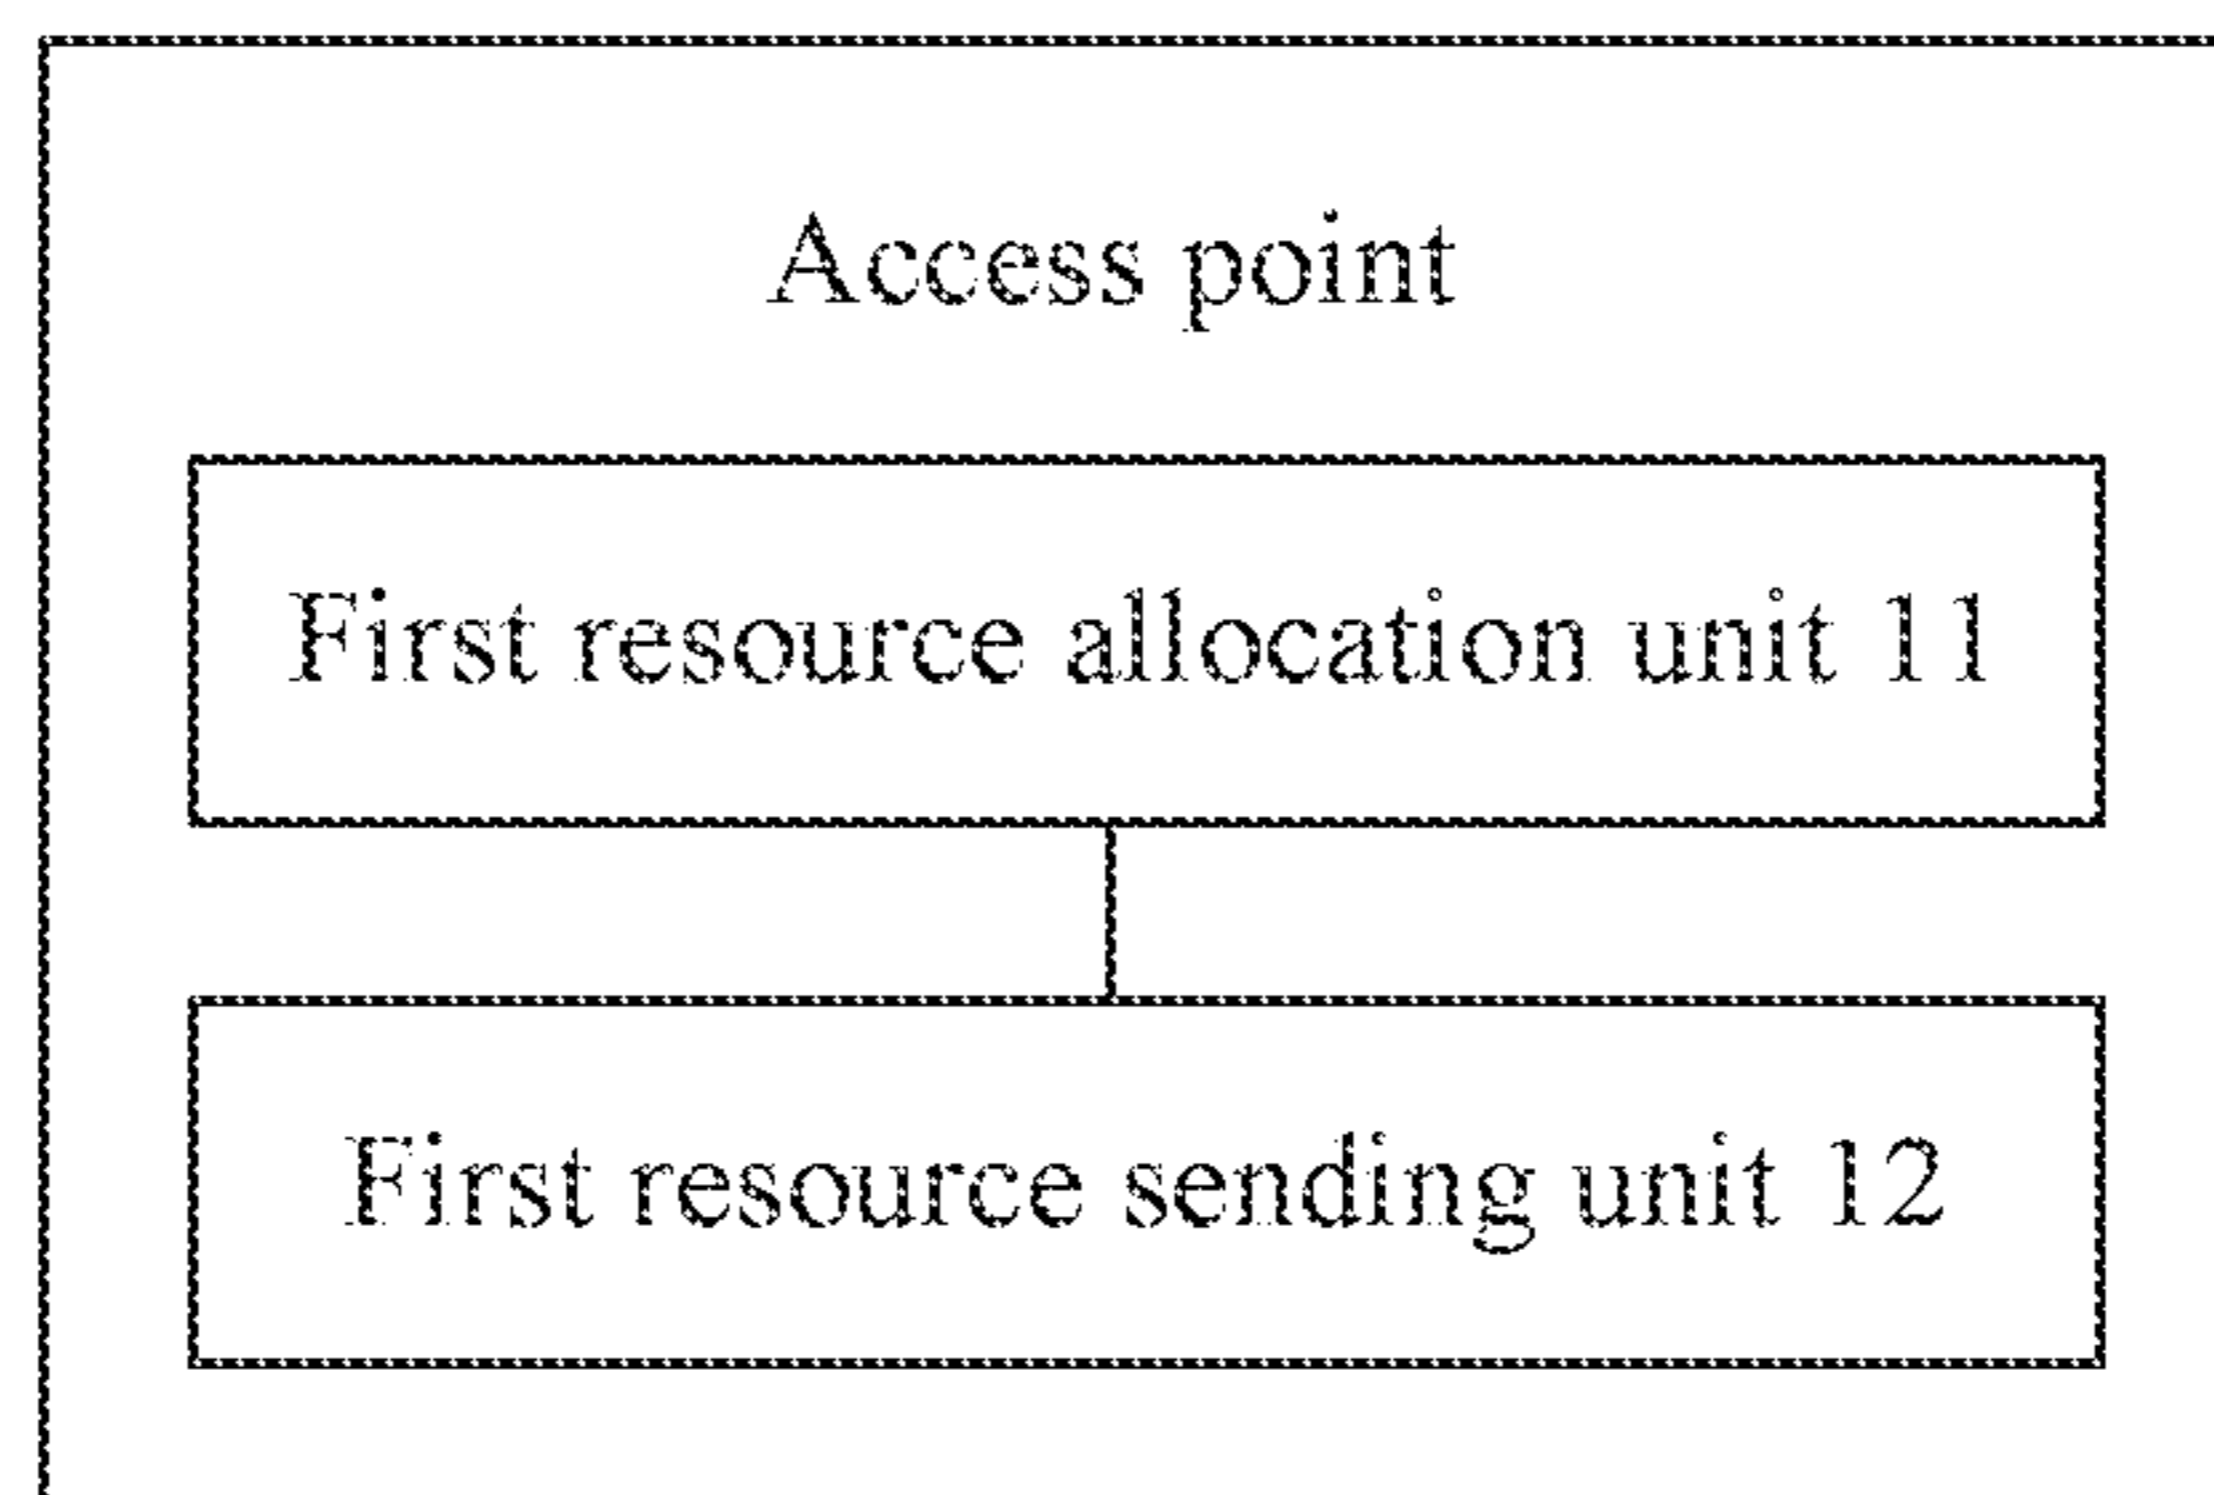 Access point
First resource allocation unit 11
First resource sending unit 12